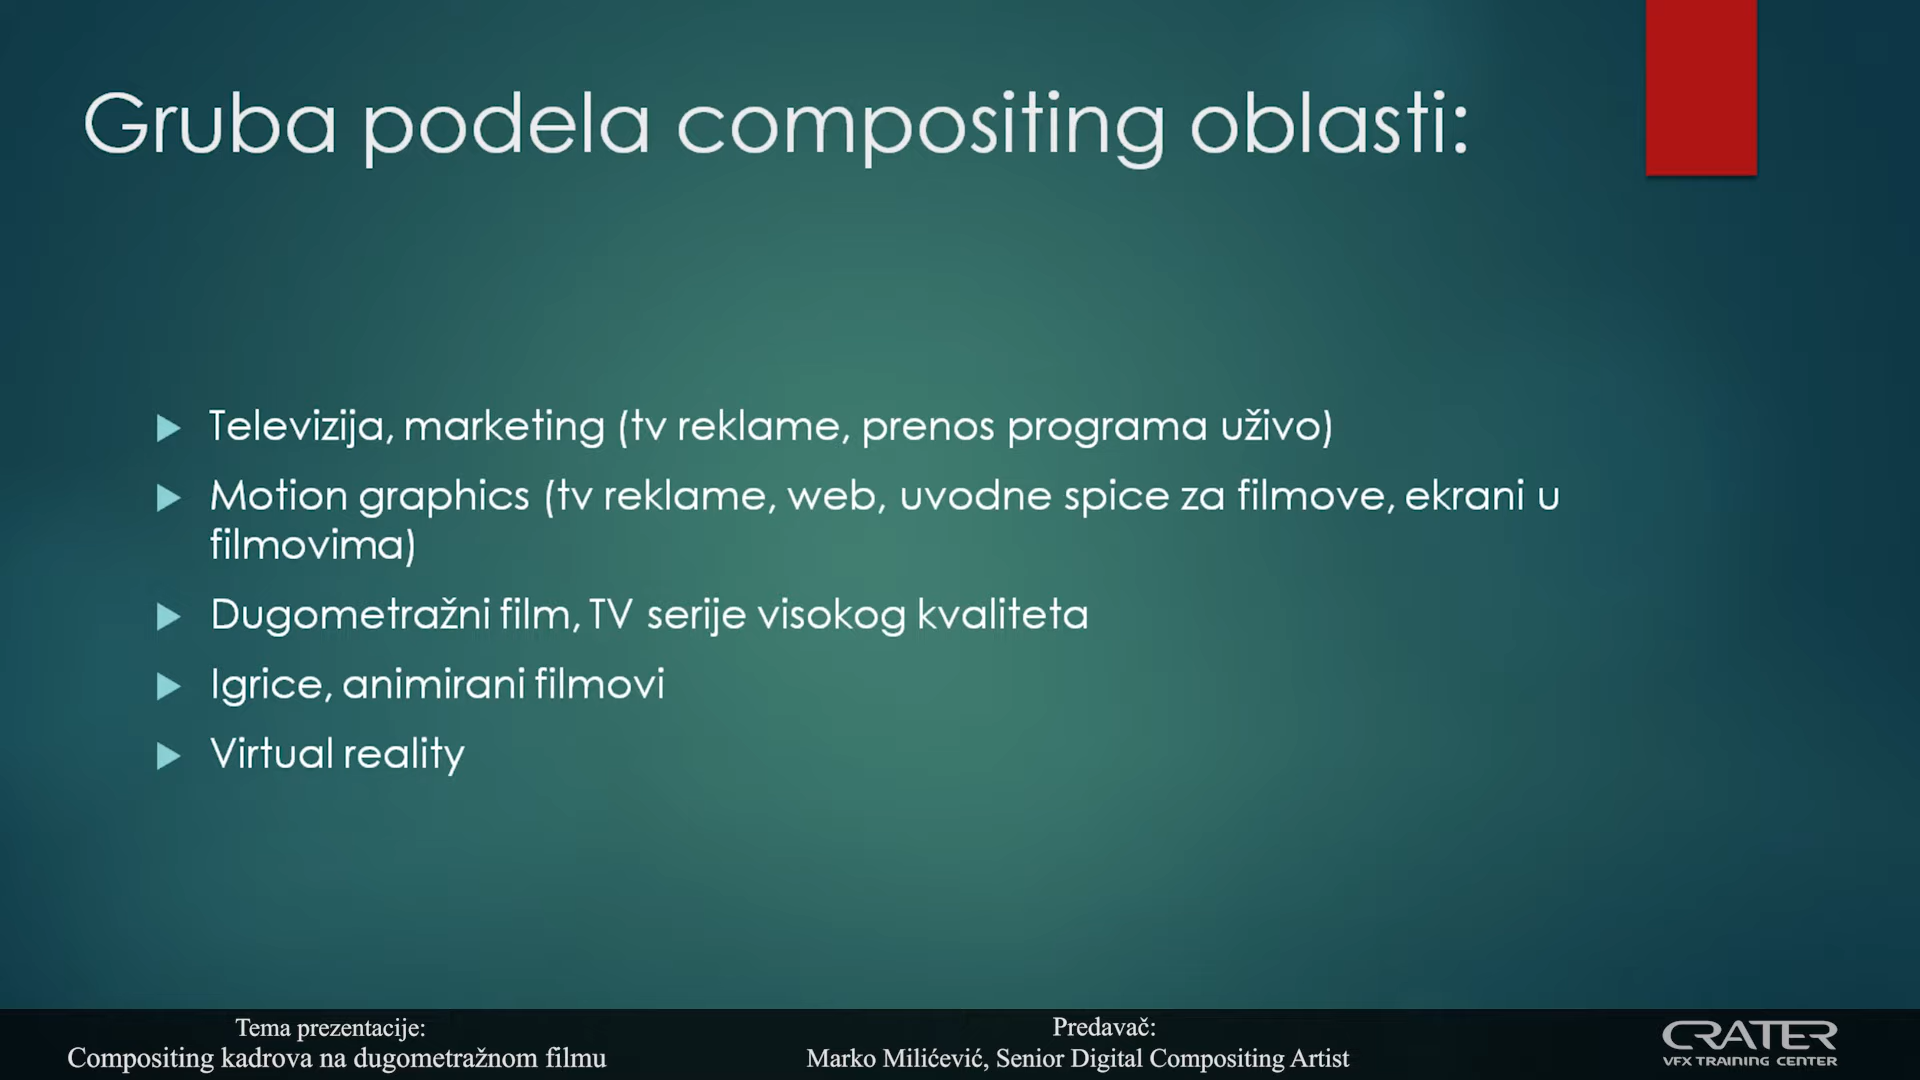 Gruba podela compositing oblasti:
Televizija, marketing (tv reklame, prenos programa uživo)
Motion graphics (tv reklame, web, uvodne spice za filmove, ekrani u
filmovima)
Dugometražni film, TV serije visokog kvaliteta
Igrice, animirani filmovi
Virtual reality
Tema prezentacije:
Compositing kadrova na dugometražnom filmu
Predavač:
Marko Milićević, Senior Digital Compositing Artist
CRATER
VFX TRAINING CENTER